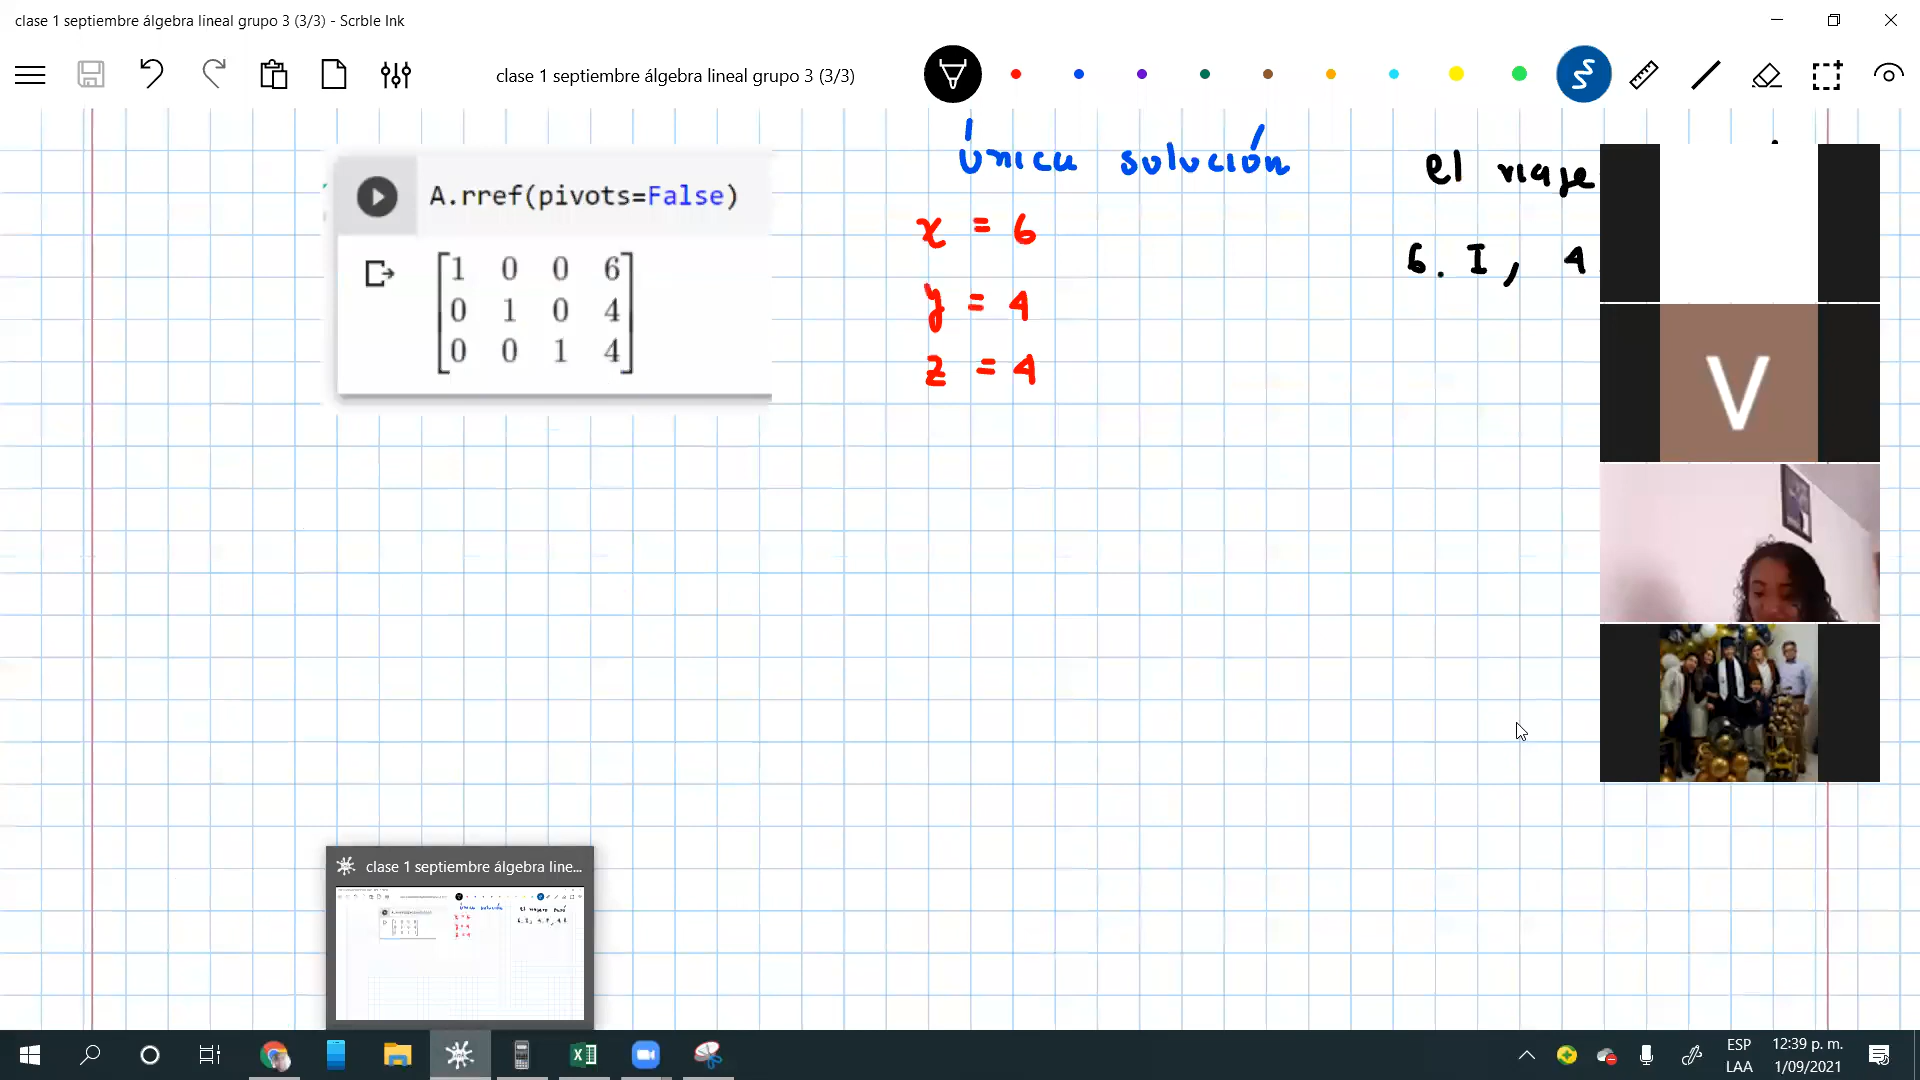 clase 1 septiembre álgebra lineal grupo 3 (3/3) - Scrble Ink
clase 1 septiembre álgebra lineal grupo 3 (3/3)
única solución
el viaje
A.rref(pivots=False)
x = 6
6. I, 4
1 0 0 6
0 1 0 4
0 0 1 4
y = 4
z = 4
V
clase 1 septiembre álgebra line...
ESP
LAA
12:39 p. m.
1/09/2021